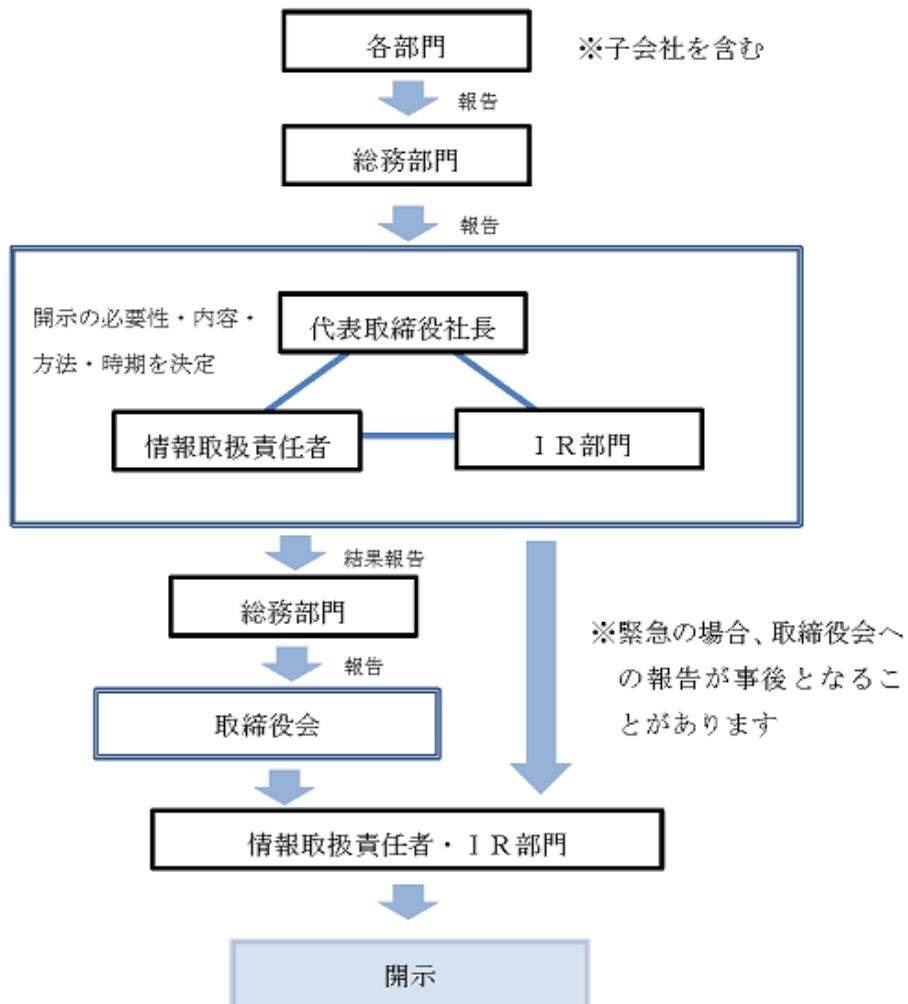 各部門
※子会社を含む
報告
総務部門
報告
開示の必要性・内容・
方法・時期を決定
代表取締役社長
情報取扱責任者
ＩＲ部門
結果報告
総務部門
※緊急の場合、取締役会へ
の報告が事後となるこ
とがあります
報告
取締役会
情報取扱責任者・ＩＲ部門
開示